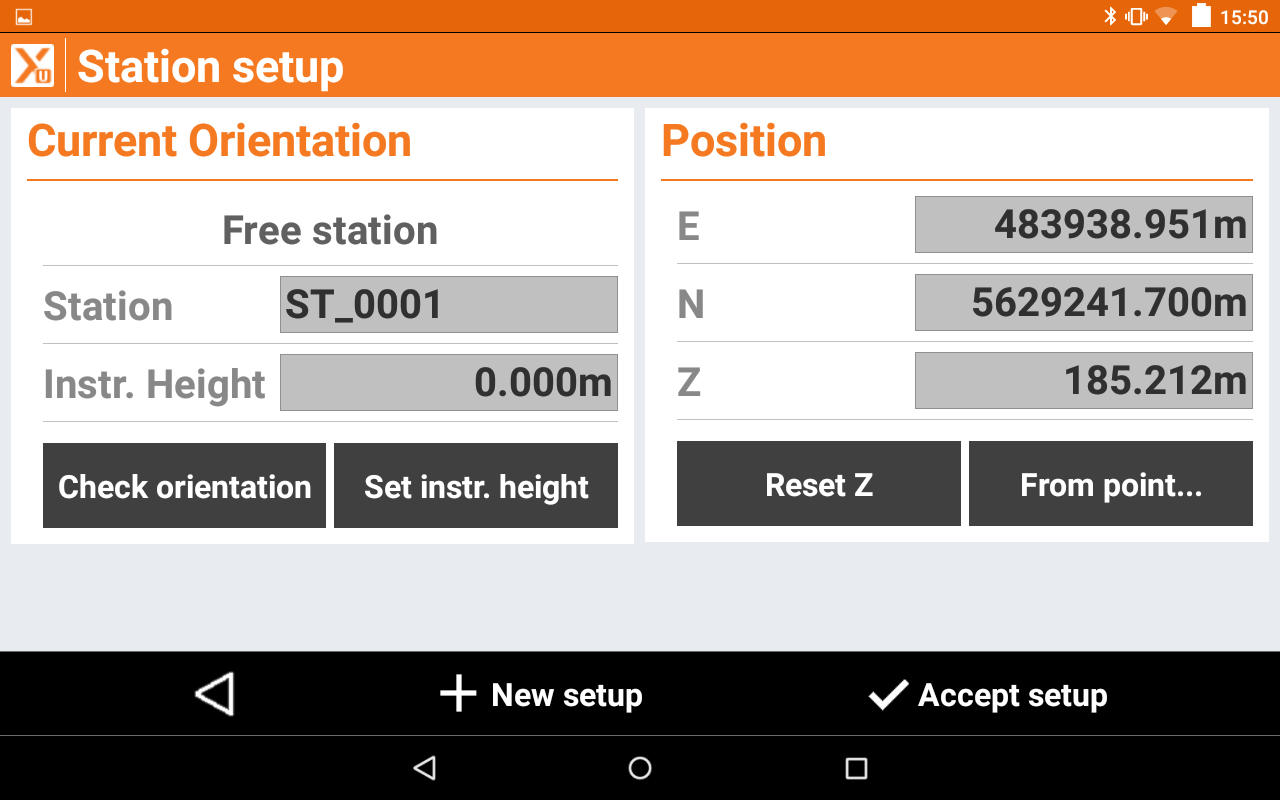 15:50
XU Station setup
Current Orientation
Free station
Station ST_0001
Instr. Height 0.000m
Check orientation Set instr. height
Position
E 483938.951m
N 5629241.700m
Z 185.212m
Reset Z From point...
New setup Accept setup